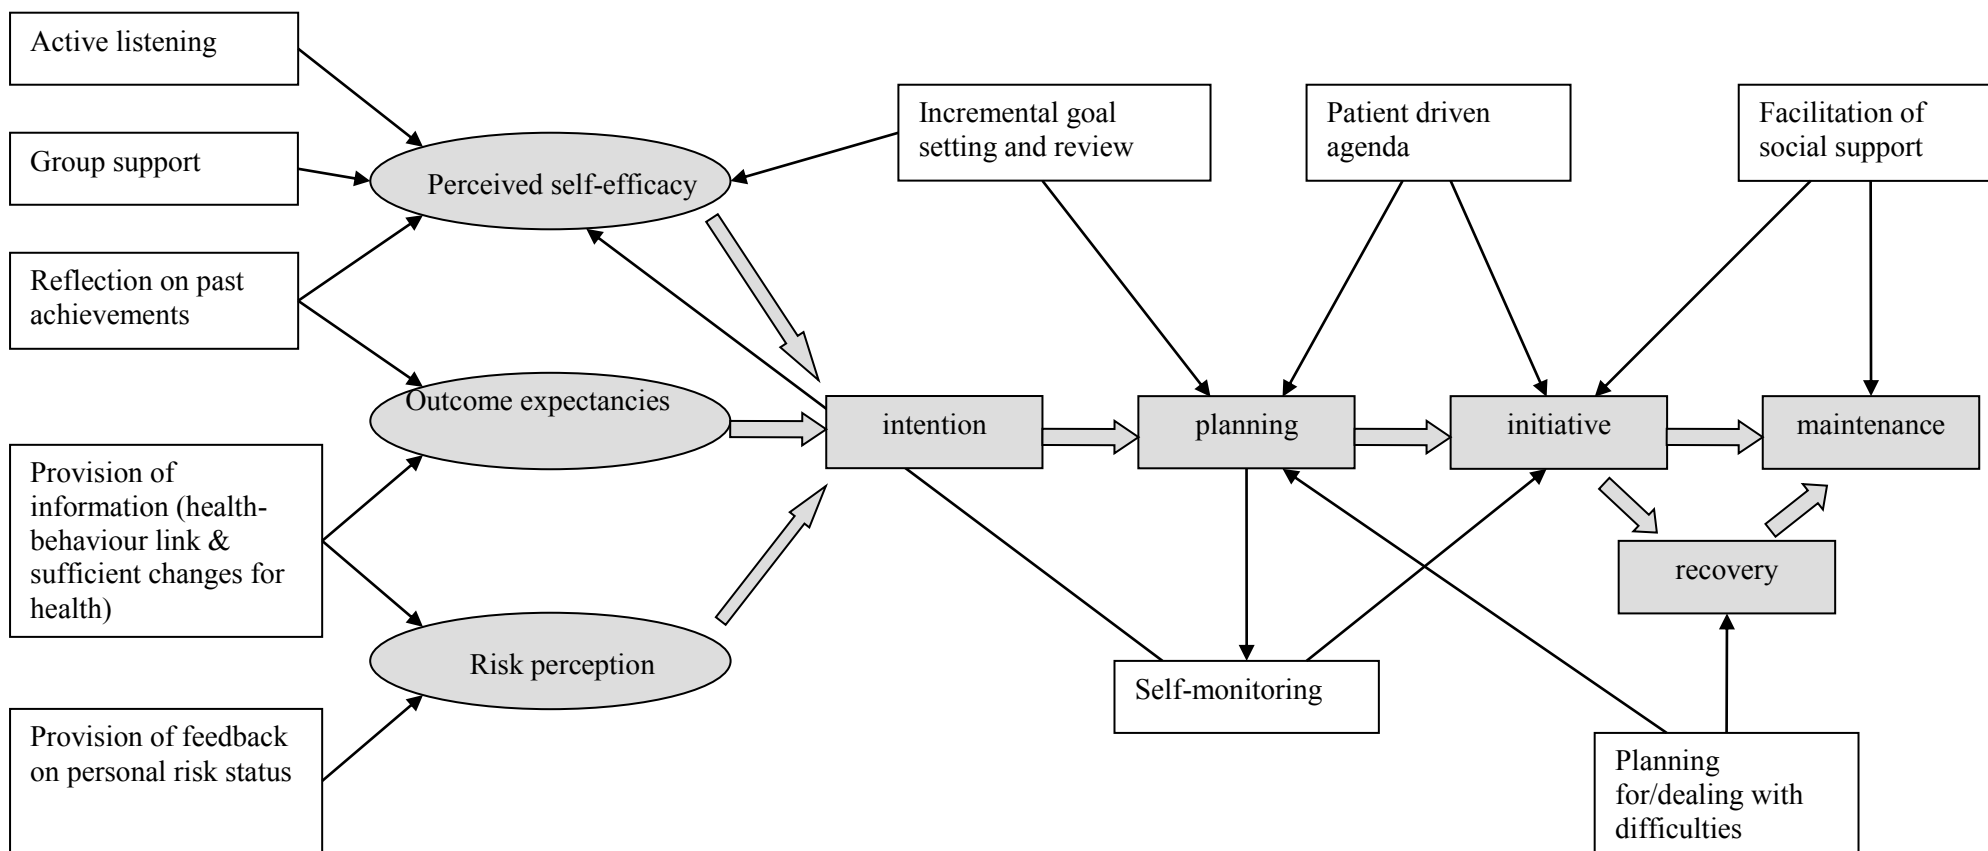 Active listening
Group support
Reflection on past
achievements
Provision of
information (health-
behaviour link &
sufficient changes for
health)
Provision of feedback
on personal risk status
Perceived self-efficacy
Outcome expectancies
Risk perception
Incremental goal
setting and review
Patient driven
agenda
Facilitation of
social support
intention
planning
initiative
maintenance
recovery
Self-monitoring
Planning
for/dealing with
difficulties